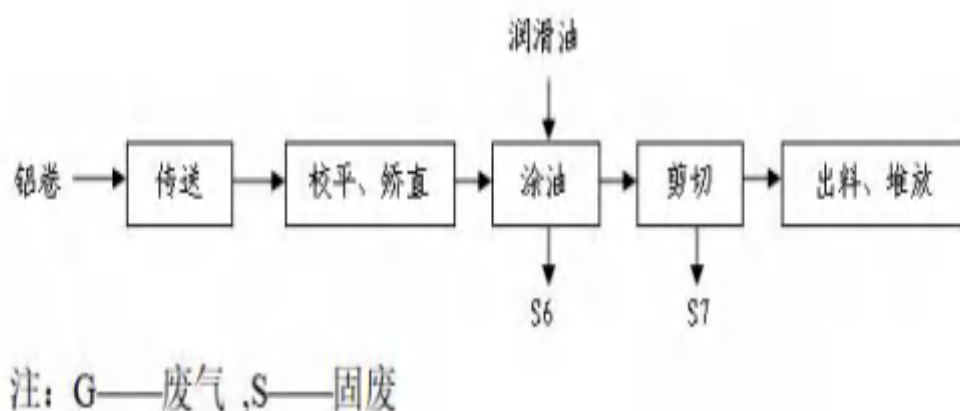 润滑油
铝卷 传送 校平、矫直 涂油 剪切 出料、堆放
S6 S7
注：G——废气 ,S——固废